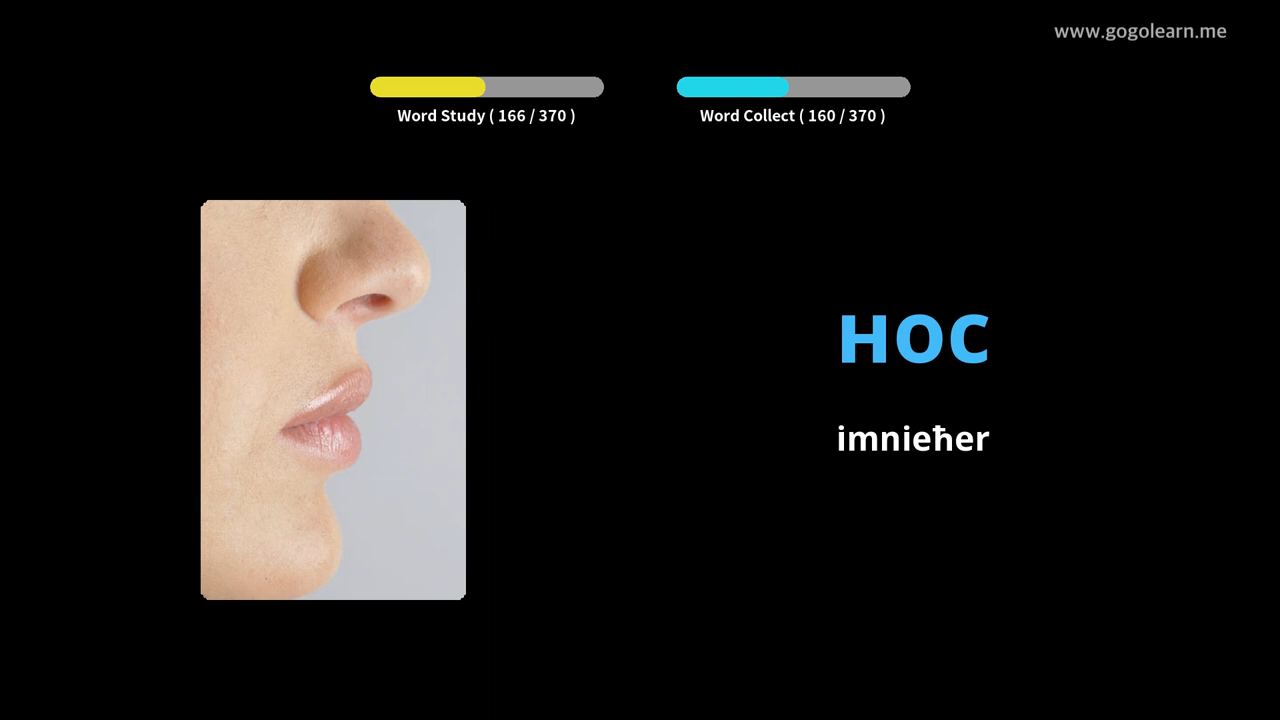 www.gogolearn.me
Word Study ( 166 / 370 )
Word Collect ( 160 / 370 )
нос
imnieħer